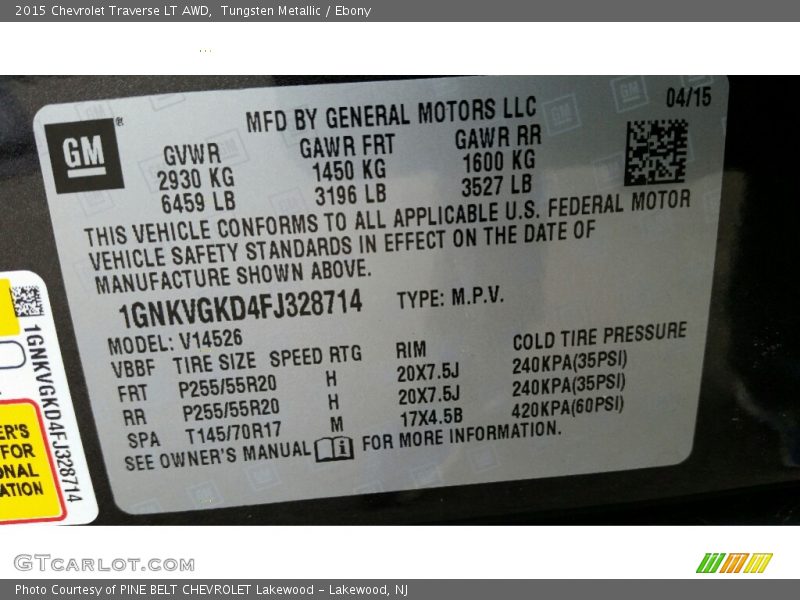 2015 Chevrolet Traverse LT AWD, Tungsten Metallic / Ebony
GM®
MFD BY GENERAL MOTORS LLC
04/15
GVWR GAWR FRT GAWR RR
2930 KG 1450 KG 1600 KG
6459 LB 3196 LB 3527 LB
THIS VEHICLE CONFORMS TO ALL APPLICABLE U.S. FEDERAL MOTOR
VEHICLE SAFETY STANDARDS IN EFFECT ON THE DATE OF
MANUFACTURE SHOWN ABOVE.
1GNKVGKD4FJ328714 TYPE: M.P.V.
MODEL: V14526
VBBF TIRE SIZE SPEED RTG RIM COLD TIRE PRESSURE
FRT P255/55R20 H 20X7.5J 240KPA(35PSI)
RR P255/55R20 H 20X7.5J 240KPA(35PSI)
SPA T145/70R17 M 17X4.5B 420KPA(60PSI)
SEE OWNER'S MANUAL FOR MORE INFORMATION.
1GNKVGKD4FJ328714
ER'S
FOR
ONAL
ATION
GTcarlot.com
Photo Courtesy of PINE BELT CHEVROLET Lakewood - Lakewood, NJ